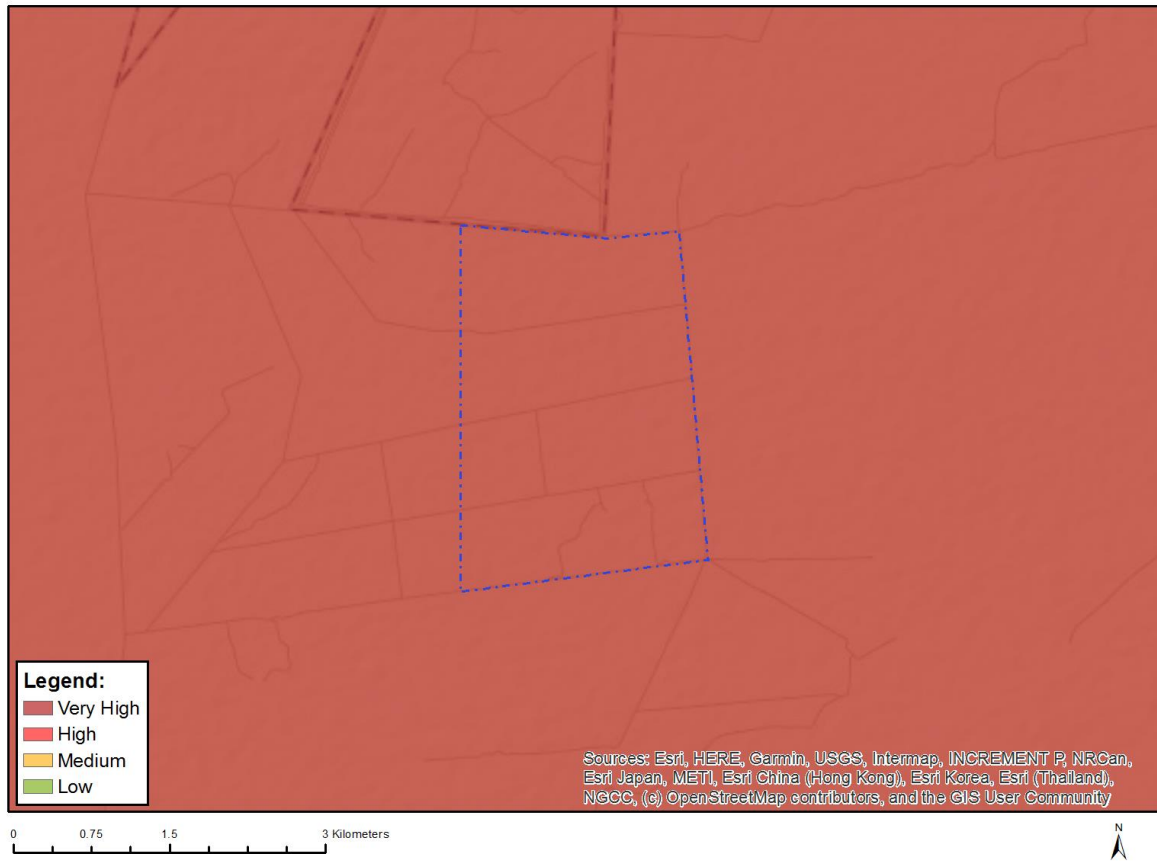 Legend:
Very High
High
Medium
Low
Sources: Esri, HERE, Garmin, USGS, Intermap, INCREMENT P, NRCan,
Esri Japan, METI, Esri China (Hong Kong), Esri Korea, Esri (Thailand),
NGCC, (c) OpenStreetMap contributors, and the GIS User Community
0 0.75 1.5 3 Kilometers
N